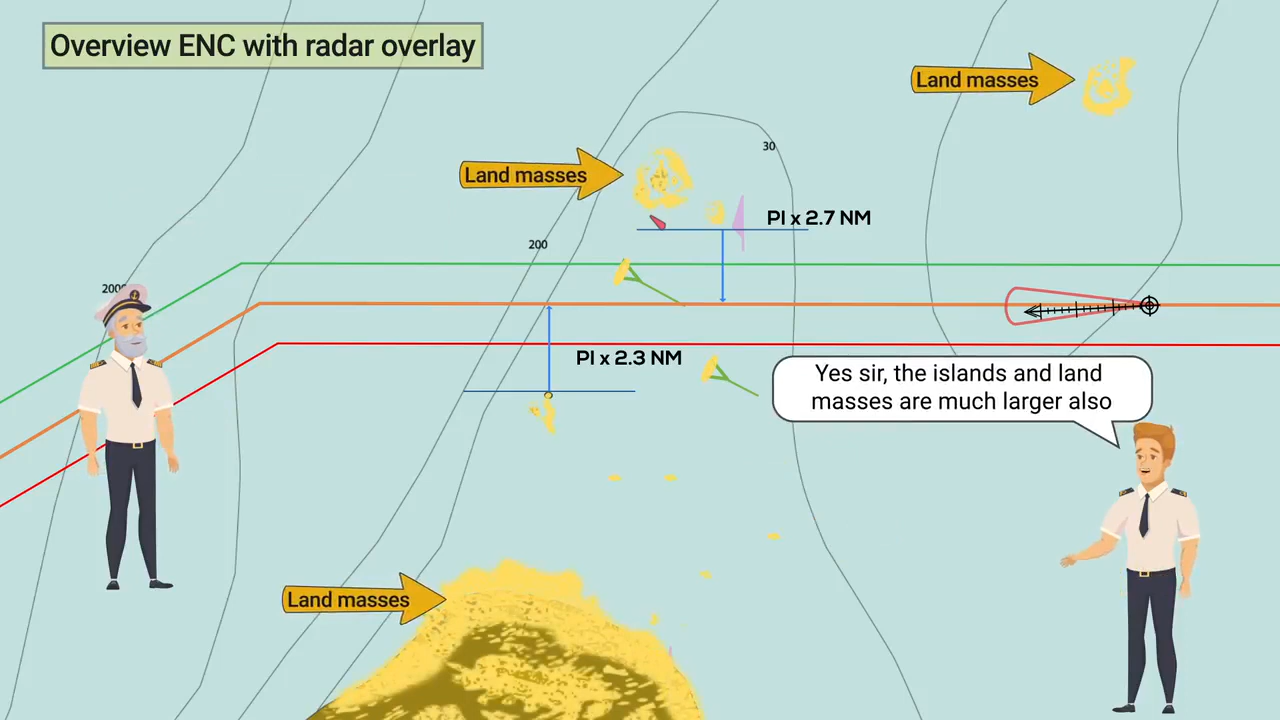 Overview ENC with radar overlay
Land masses
30
Land masses
PI x 2.7 NM
200
PI x 2.3 NM
Yes sir, the islands and land
masses are much larger also
Land masses